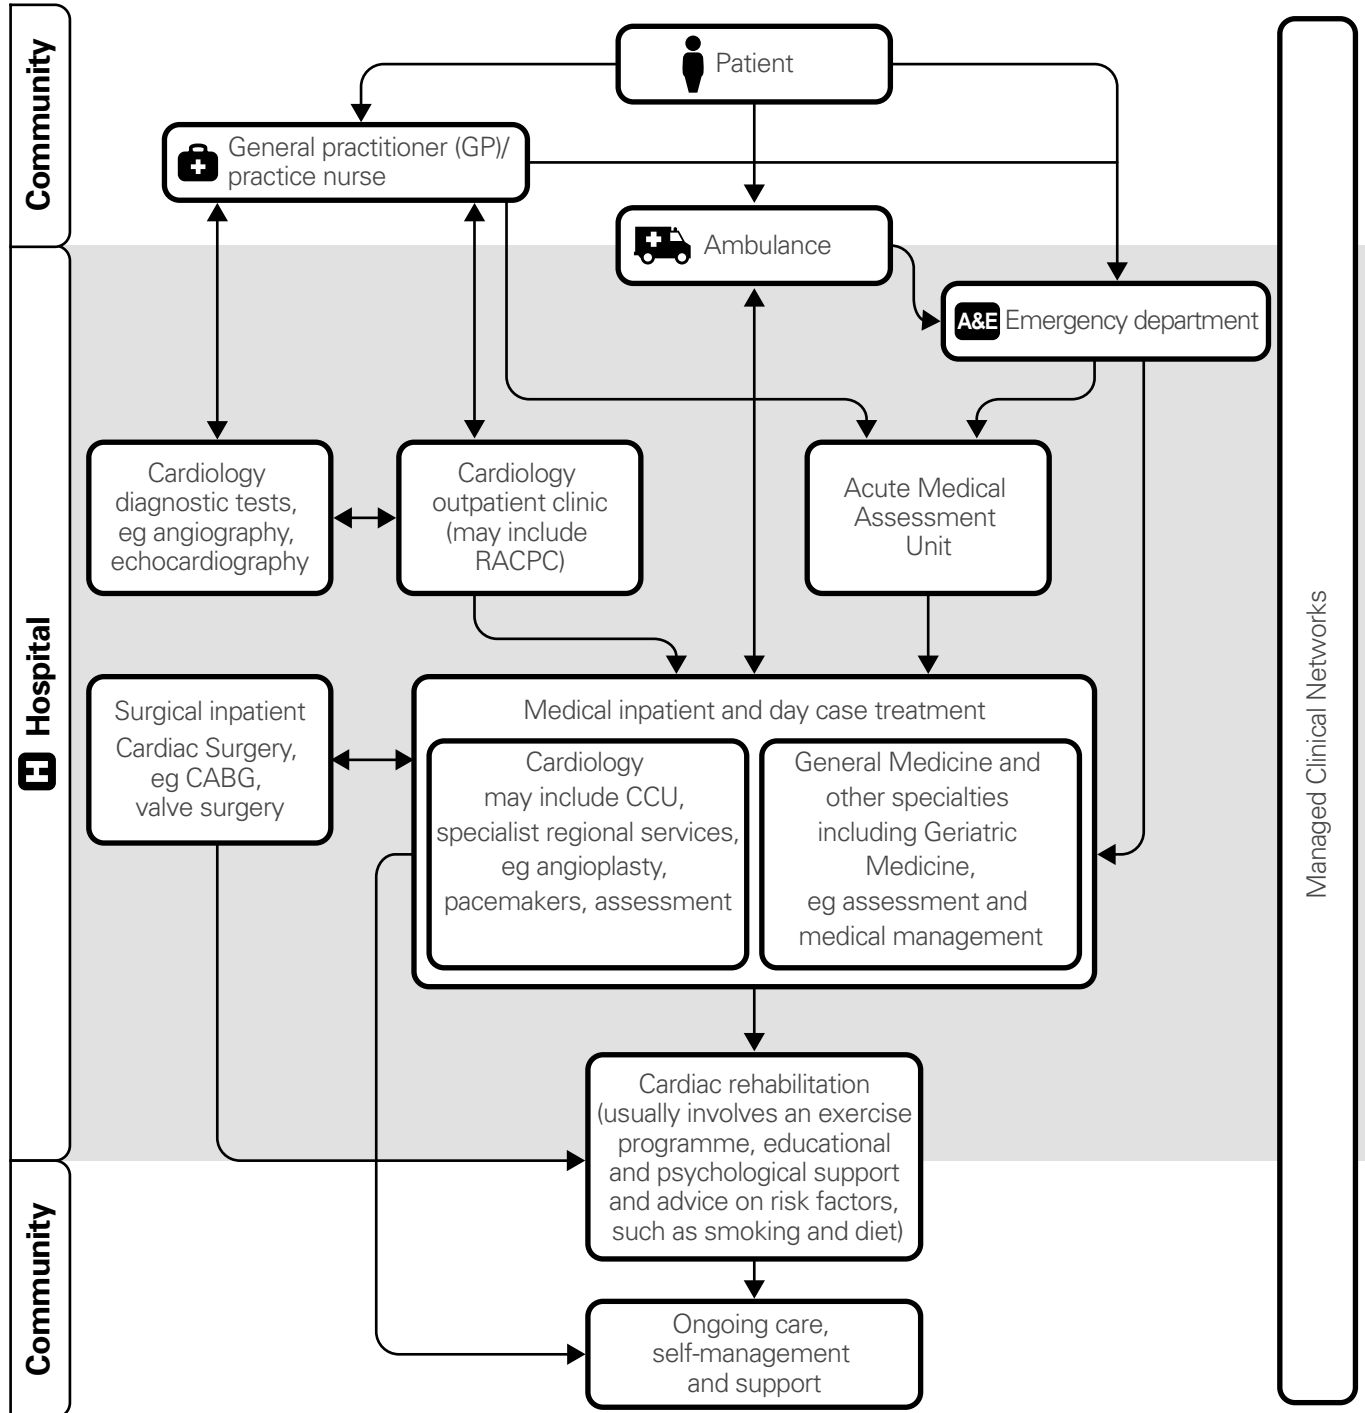 Community
Patient
General practitioner (GP)/
practice nurse
Ambulance
A&E Emergency department
H Hospital
Cardiology
diagnostic tests,
eg angiography,
echocardiography
Cardiology
outpatient clinic
(may include
RACPC)
Acute Medical
Assessment
Unit
Surgical inpatient
Cardiac Surgery,
eg CABG,
valve surgery
Medical inpatient and day case treatment
Cardiology
may include CCU,
specialist regional services,
eg angioplasty,
pacemakers, assessment
General Medicine and
other specialties
including Geriatric
Medicine,
eg assessment and
medical management
Cardiac rehabilitation
(usually involves an exercise
programme, educational
and psychological support
and advice on risk factors,
such as smoking and diet)
Community
Ongoing care,
self-management
and support
Managed Clinical Networks